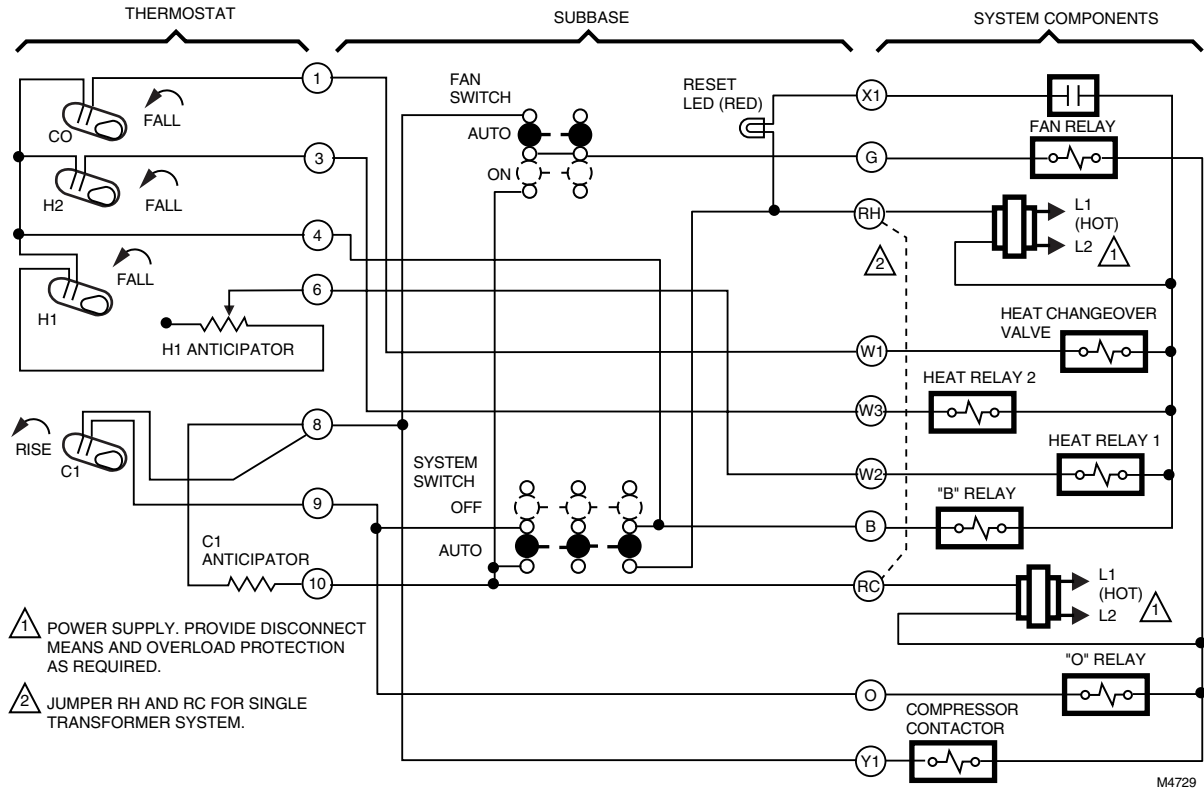 THERMOSTAT
SUBBASE
SYSTEM COMPONENTS
1
FAN
SWITCH
RESET
LED (RED)
X1
CO
FALL
AUTO
FAN RELAY
3
G
ON
H2
FALL
4
RH
L1
(HOT)
L2
1
2
FALL
6
H1
H1 ANTICIPATOR
HEAT CHANGEOVER
VALVE
W1
HEAT RELAY 2
W3
8
RISE
C1
SYSTEM
SWITCH
HEAT RELAY 1
W2
OFF
"B" RELAY
9
B
C1
ANTICIPATOR
AUTO
10
RC
L1
(HOT)
L2
1
1 POWER SUPPLY. PROVIDE DISCONNECT
MEANS AND OVERLOAD PROTECTION
AS REQUIRED.
"O" RELAY
2 JUMPER RH AND RC FOR SINGLE
TRANSFORMER SYSTEM.
O
COMPRESSOR
CONTACTOR
Y1
M4729